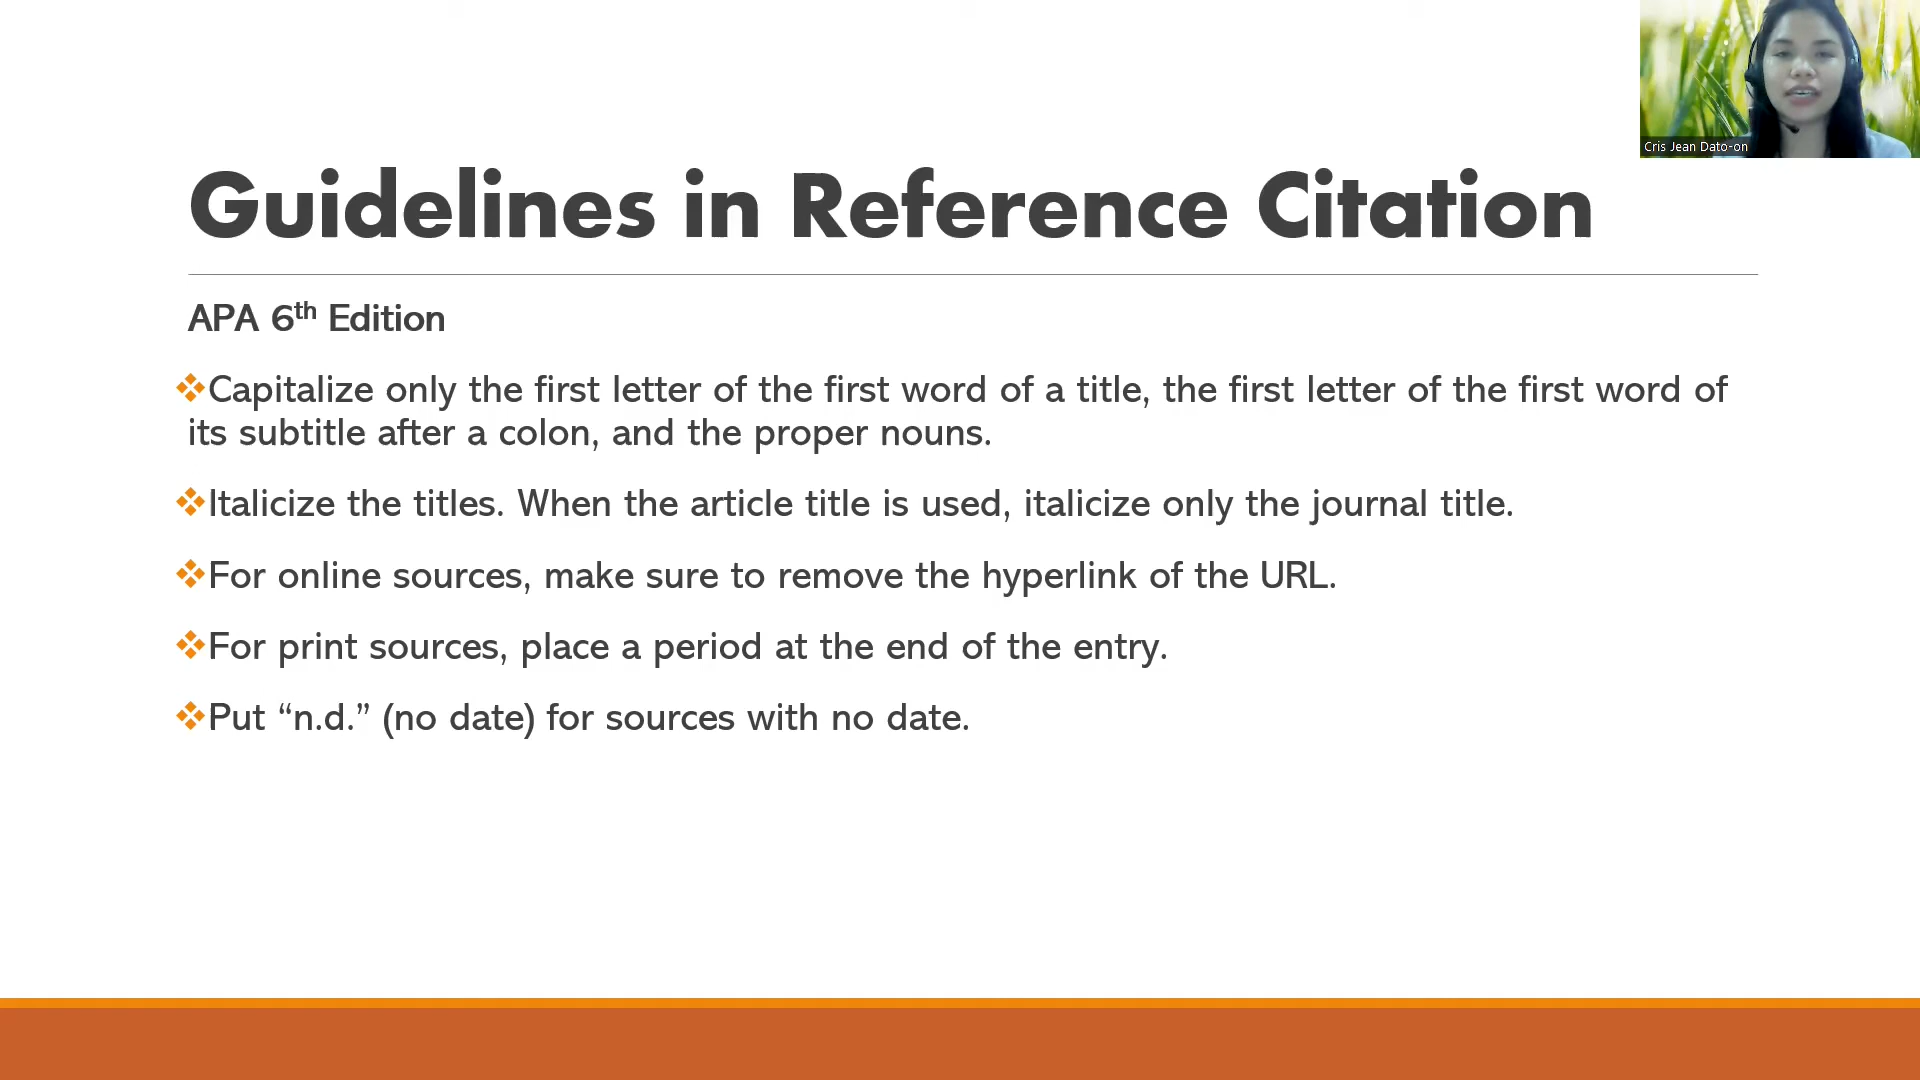 Cris Jean Dato-on
Guidelines in Reference Citation
APA 6th Edition
❖Capitalize only the first letter of the first word of a title, the first letter of the first word of
its subtitle after a colon, and the proper nouns.
❖Italicize the titles. When the article title is used, italicize only the journal title.
❖For online sources, make sure to remove the hyperlink of the URL.
❖For print sources, place a period at the end of the entry.
❖Put “n.d.” (no date) for sources with no date.